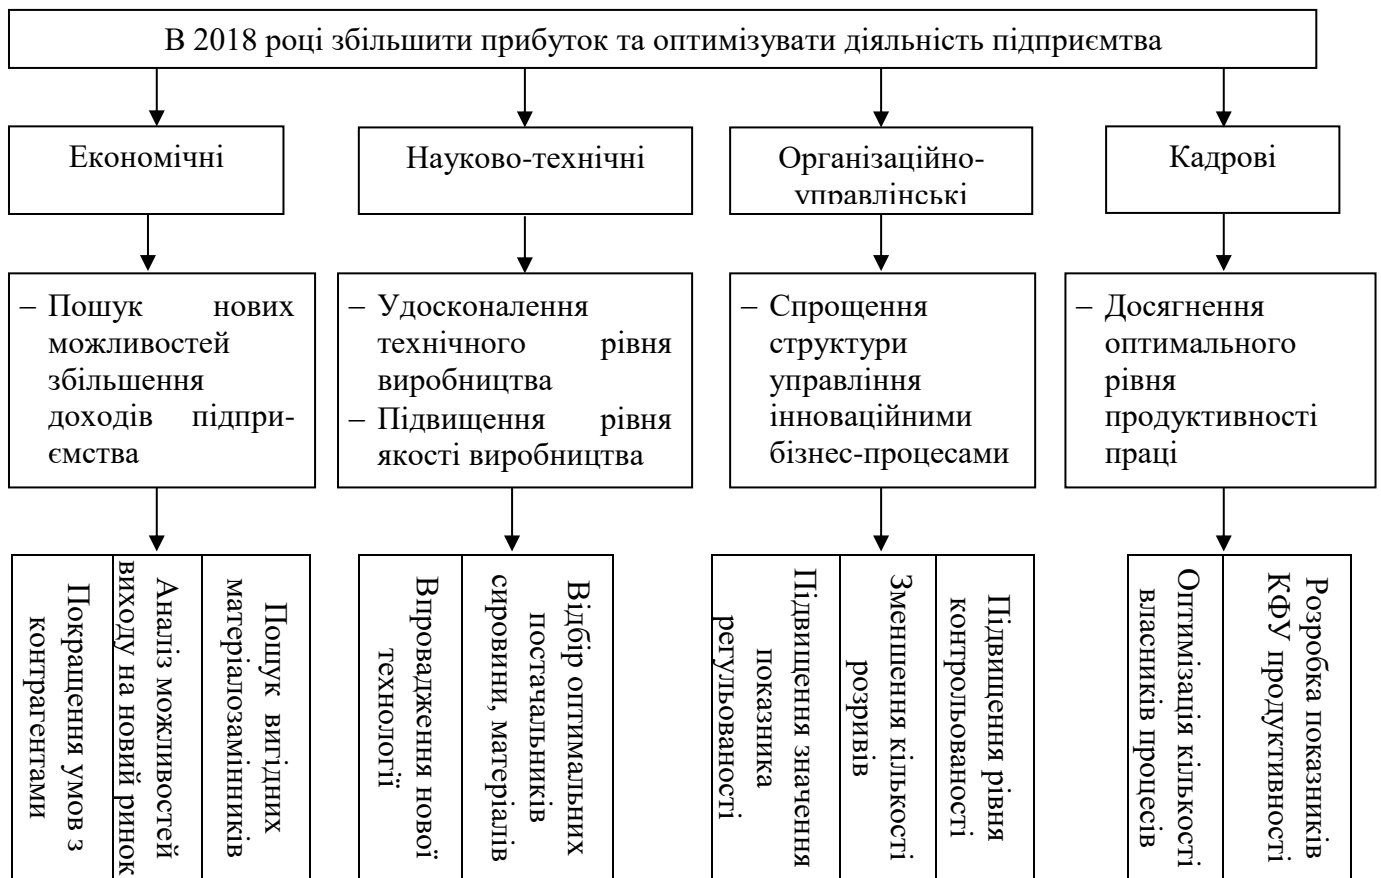 В 2018 році збільшити прибуток та оптимізувати діяльність підприємтва
Економічні
Науково-технічні
Організаційно-
управлінські
Кадрові
– Пошук нових
можливостей
збільшення
доходів підпри-
ємства
– Удосконалення
технічного рівня
виробництва
– Підвищення рівня
якості виробництва
– Спрощення
структури
управління
інноваційними
бізнес-процесами
– Досягнення
оптимального
рівня
продуктивності
праці
Покращення умов з
контрагентами
Аналіз можливостей
виходу на новий ринок
Пошук вигідних
матеріалозамінників
Впровадження нової
технології
Відбір оптимальних
постачальників
сировини, матеріалів
Підвищення значення
показника
регульованості
Зменшення кількості
розривів
Підвищення рівня
контрольованості
Оптимізація кількості
власників процесів
Розробка показників
КФУ продуктивності